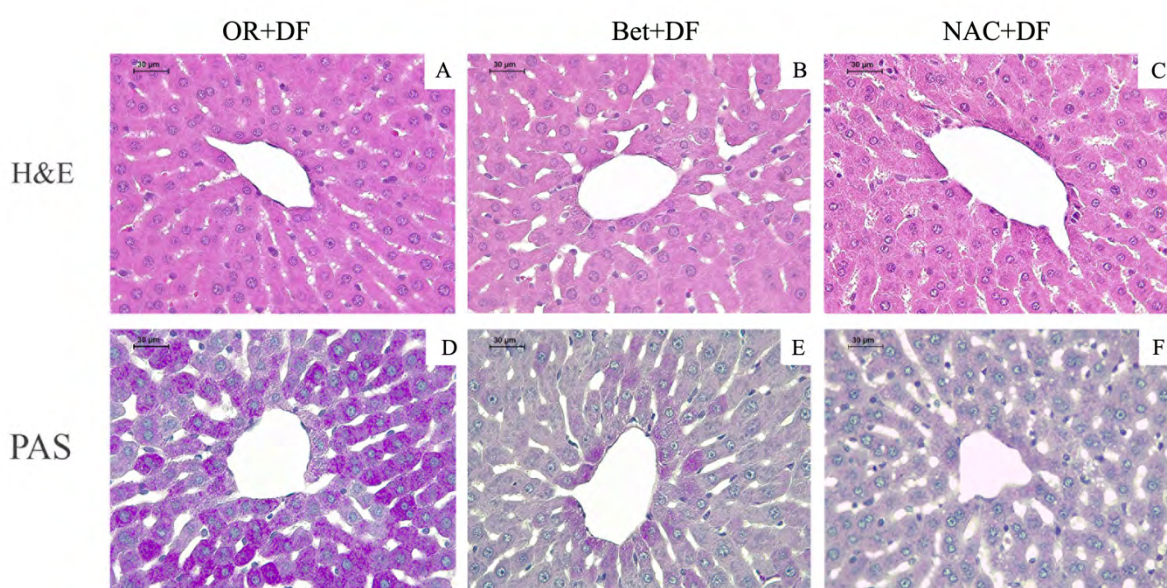 OR+DF Bet+DF NAC+DF
H&E
30 µm A 30 µm B 30 µm C
PAS
30 µm D 30 µm E 30 µm F